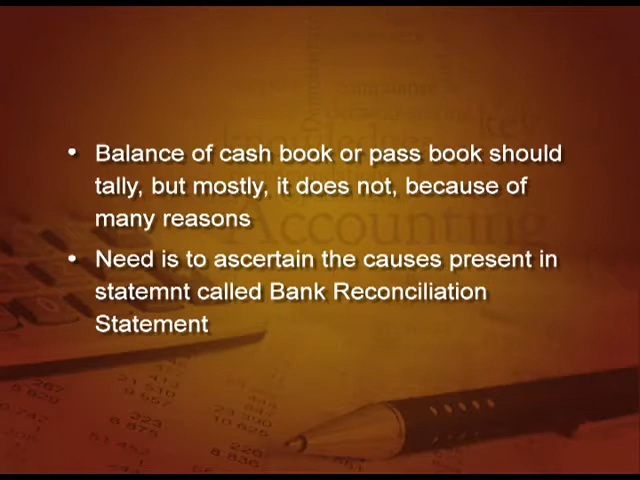 • Balance of cash book or pass book should
tally, but mostly, it does not, because of
many reasons
• Need is to ascertain the causes present in
statemnt called Bank Reconciliation
Statement
Accounting